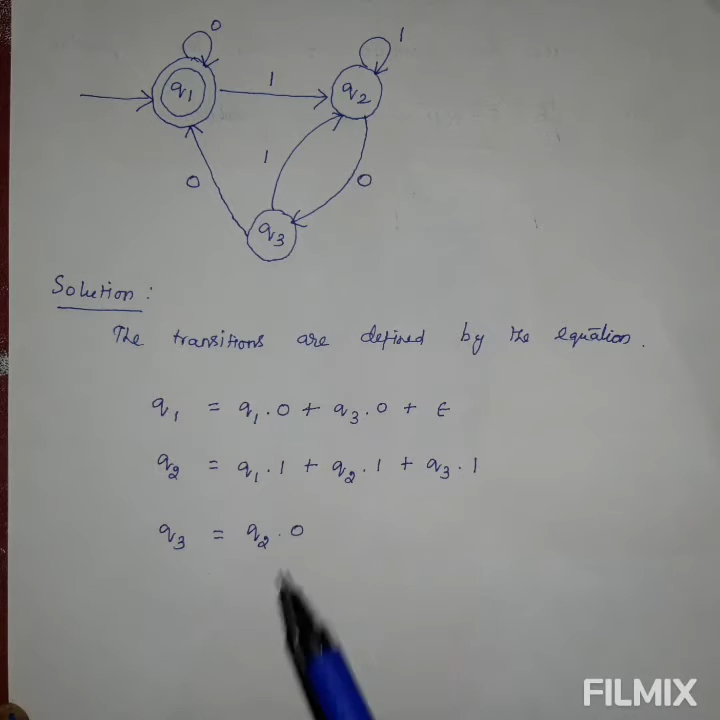 0
1
q1 1 q2
1 0
0
q3
Solution :
The transitions are defined by the equation.
q1 = q1 . 0 + q3 . 0 + ε
q2 = q1 . 1 + q2 . 1 + q3 . 1
q3 = q2 . 0
FILMIX